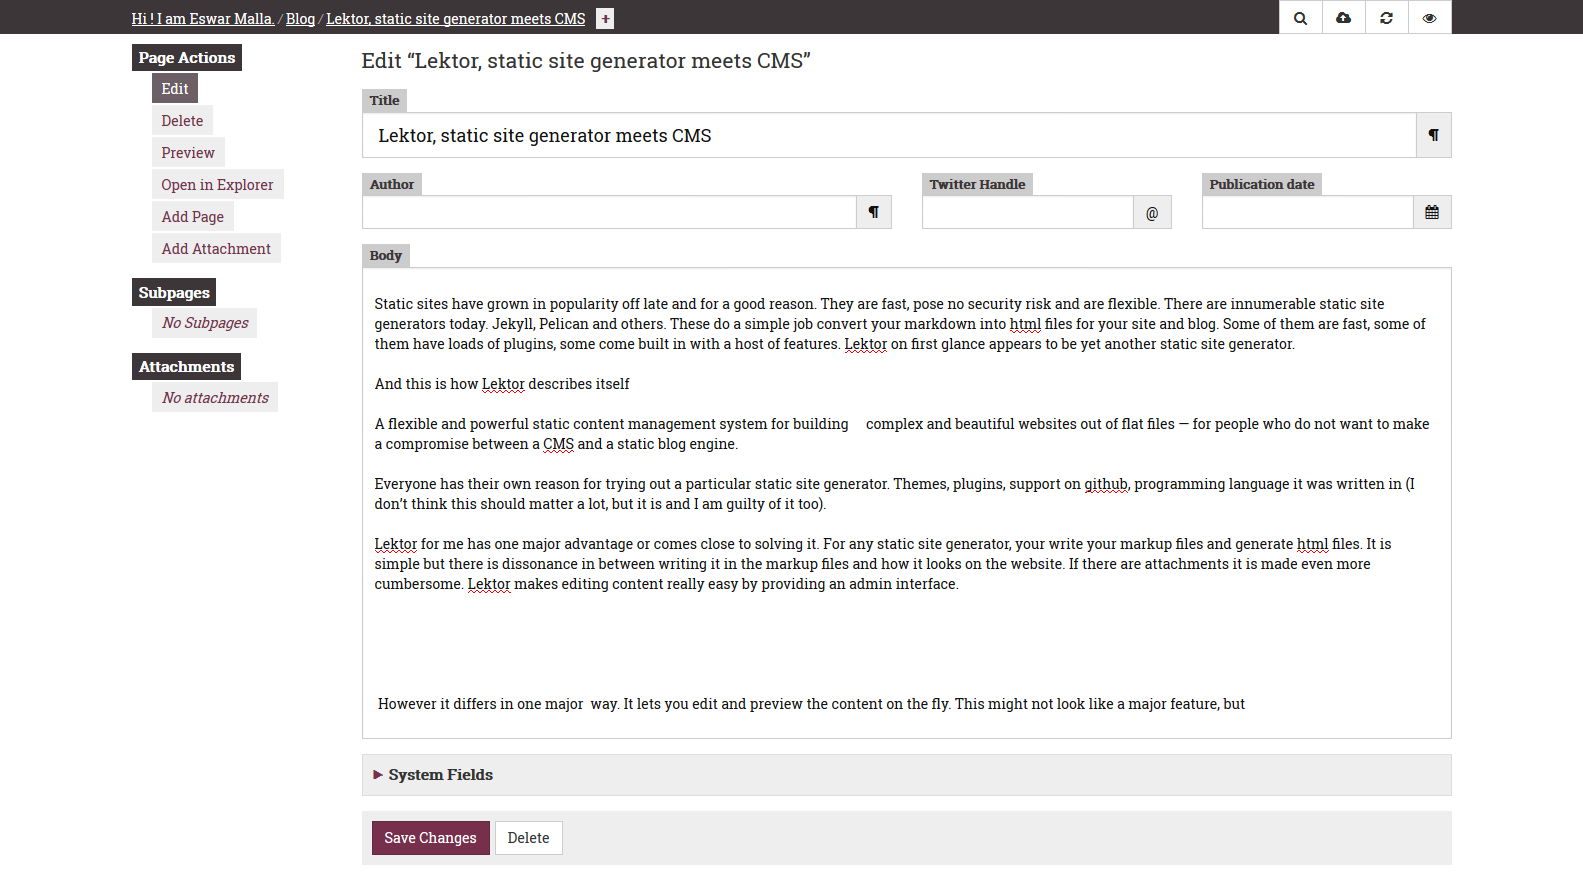 Hi ! I am Eswar Malla. / Blog / Lektor, static site generator meets CMS +
Page Actions
Edit
Delete
Preview
Open in Explorer
Add Page
Add Attachment
Subpages
No Subpages
Attachments
No attachments
Edit “Lektor, static site generator meets CMS”
Title
Lektor, static site generator meets CMS ¶
Author
¶
Twitter Handle
@
Publication date
Body
Static sites have grown in popularity off late and for a good reason. They are fast, pose no security risk and are flexible. There are innumerable static site
generators today. Jekyll, Pelican and others. These do a simple job convert your markdown into html files for your site and blog. Some of them are fast, some of
them have loads of plugins, some come built in with a host of features. Lektor on first glance appears to be yet another static site generator.
And this is how Lektor describes itself
A flexible and powerful static content management system for building    complex and beautiful websites out of flat files — for people who do not want to make
a compromise between a CMS and a static blog engine.
Everyone has their own reason for trying out a particular static site generator. Themes, plugins, support on github, programming language it was written in (I
don’t think this should matter a lot, but it is and I am guilty of it too).
Lektor for me has one major advantage or comes close to solving it. For any static site generator, your write your markup files and generate html files. It is
simple but there is dissonance in between writing it in the markup files and how it looks on the website. If there are attachments it is made even more
cumbersome. Lektor makes editing content really easy by providing an admin interface.
However it differs in one major  way. It lets you edit and preview the content on the fly. This might not look like a major feature, but
System Fields
Save Changes
Delete